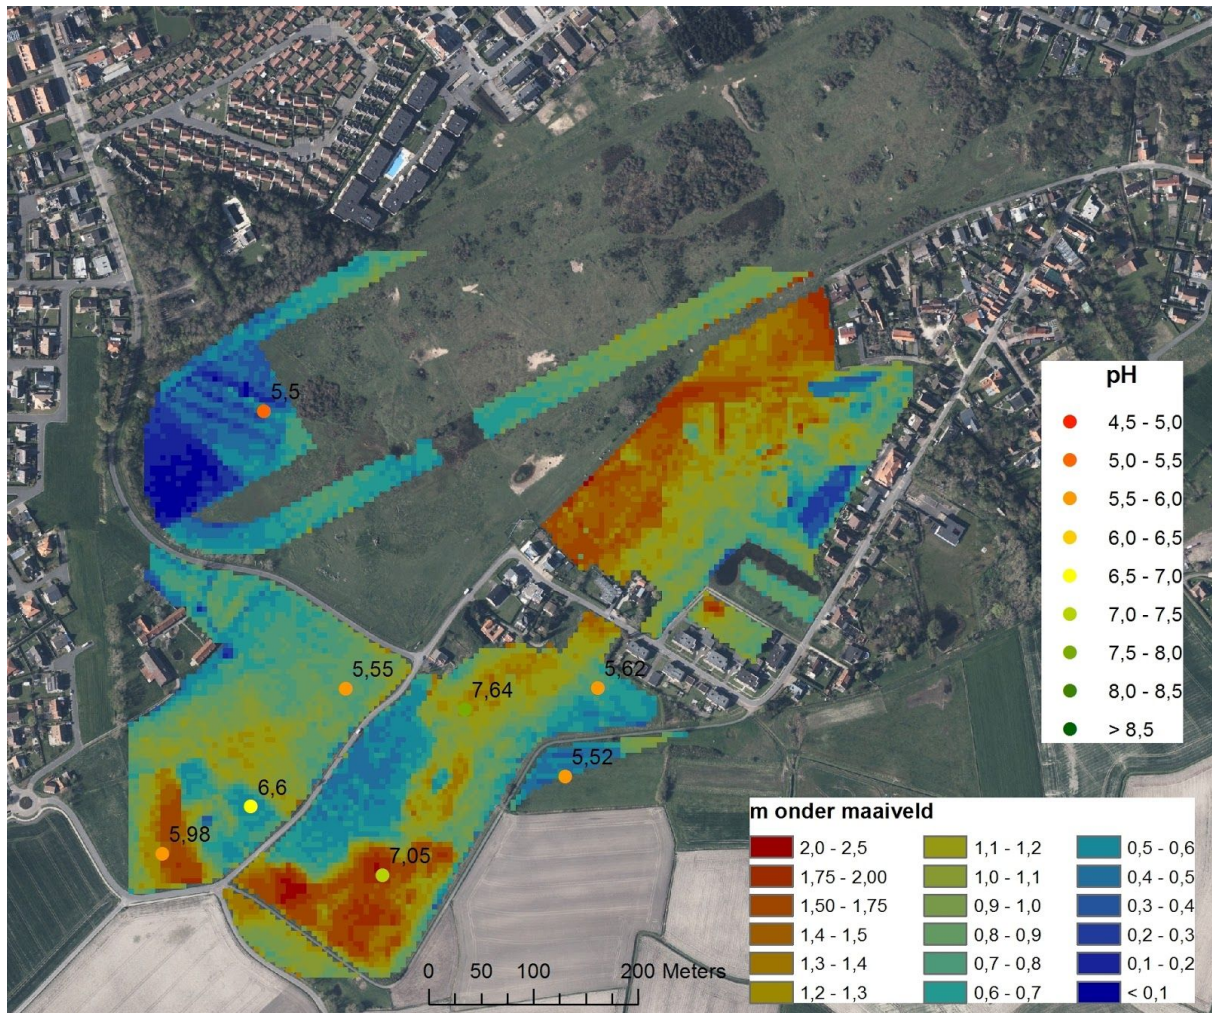 5,5
pH
4,5 - 5,0
5,0 - 5,5
5,5 - 6,0
6,0 - 6,5
6,5 - 7,0
7,0 - 7,5
7,5 - 8,0
8,0 - 8,5
> 8,5
5,55
7,64
5,62
5,52
6,6
5,98
7,05
m onder maaiveld
2,0 - 2,5
1,75 - 2,00
1,50 - 1,75
1,4 - 1,5
1,3 - 1,4
1,2 - 1,3
1,1 - 1,2
1,0 - 1,1
0,9 - 1,0
0,8 - 0,9
0,7 - 0,8
0,6 - 0,7
0,5 - 0,6
0,4 - 0,5
0,3 - 0,4
0,2 - 0,3
0,1 - 0,2
< 0,1
0 50 100 200 Meters